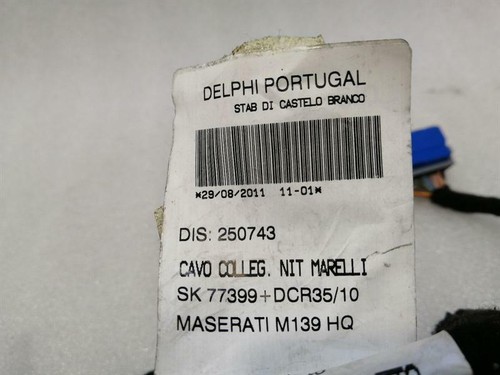 DELPHI PORTUGAL
STAB DI CASTELO BRANCO
*29/08/2011 11-01*
DIS: 250743
CAVO COLLEG. NIT MARELLI
SK 77399+DCR35/10
MASERATI M139 HQ